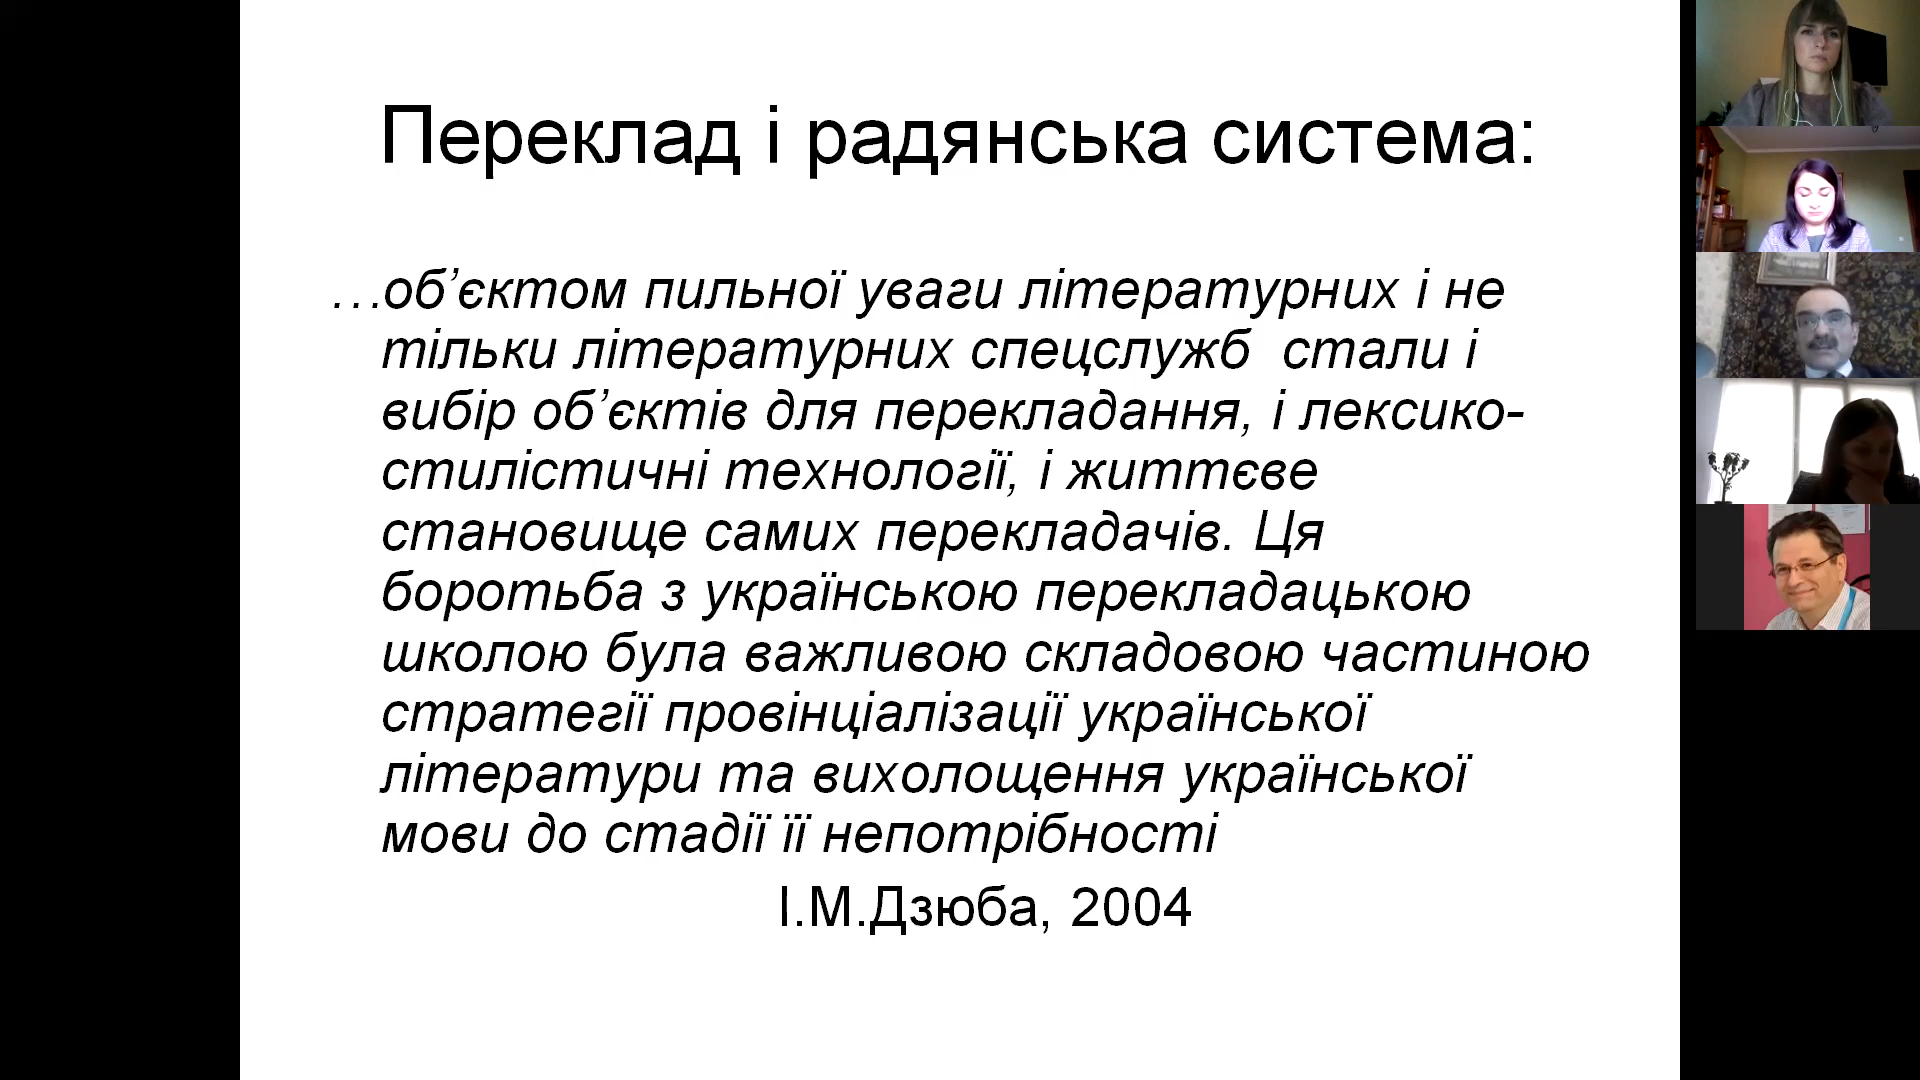 Переклад і радянська система:
…об’єктом пильної уваги літературних і не
тільки літературних спецслужб  стали і
вибір об’єктів для перекладання, і лексико-
стилістичні технології, і життєве
становище самих перекладачів. Ця
боротьба з українською перекладацькою
школою була важливою складовою частиною
стратегії провінціалізації української
літератури та вихолощення української
мови до стадії її непотрібності
І.М.Дзюба, 2004